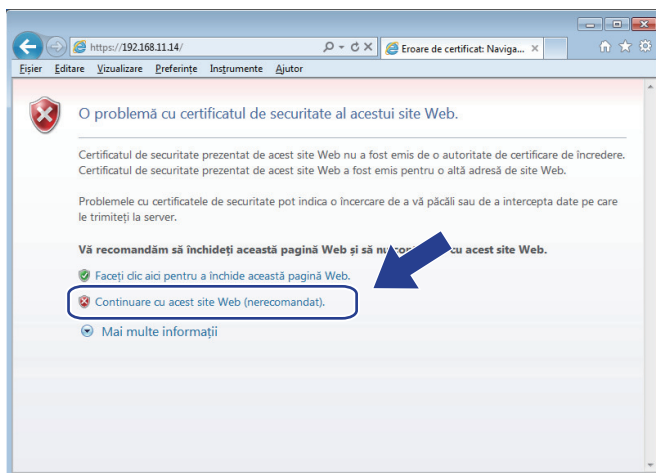 https://192.168.11.14/
Eroare de certificat: Naviga...
Fișier Editare Vizualizare Preferințe Instrumente Ajutor
O problemă cu certificatul de securitate al acestui site Web.
Certificatul de securitate prezentat de acest site Web nu a fost emis de o autoritate de certificare de încredere.
Certificatul de securitate prezentat de acest site Web a fost emis pentru o altă adresă de site Web.
Problemele cu certificatele de securitate pot indica o încercare de a vă păcăli sau de a intercepta date pe care
le trimiteți la server.
Vă recomandăm să închideți această pagină Web și să nu cu acest site Web.
Faceți clic aici pentru a închide această pagină Web.
Continuare cu acest site Web (nerecomandat).
Mai multe informații